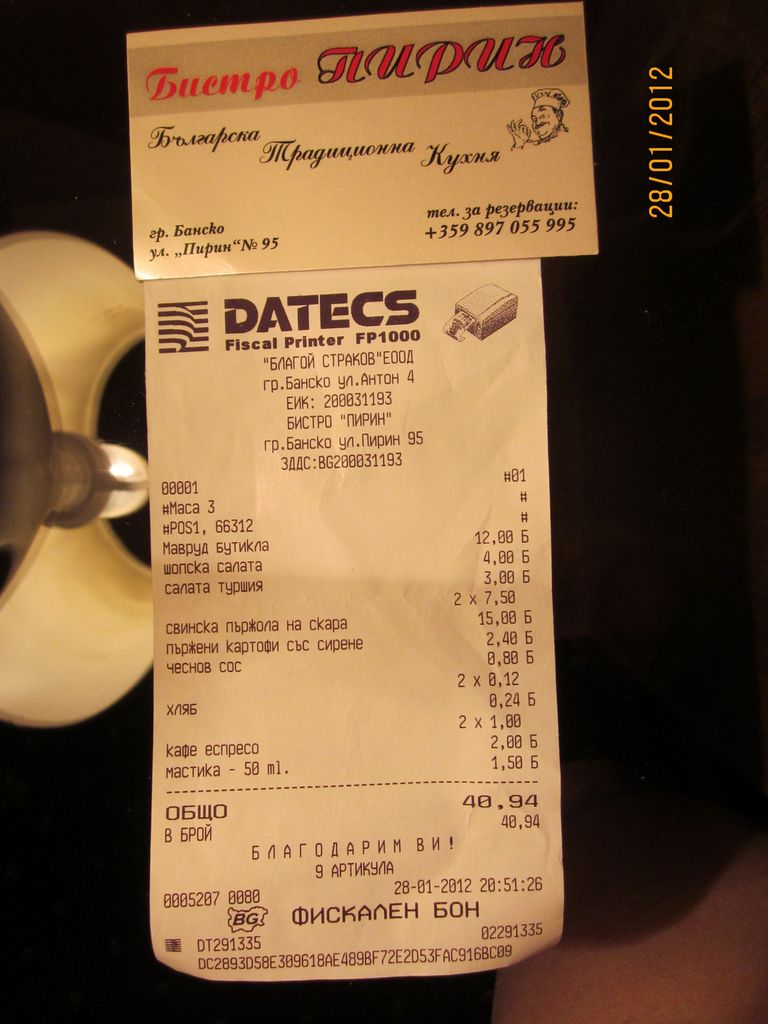 Бистро ПИРИН
Българска Традиционна Кухня
гр. Банско
ул. „Пирин“ № 95
тел. за резервации:
+359 897 055 995
28/01/2012
DATECS
Fiscal Printer FP1000
"БЛАГОЙ СТРАКОВ"ЕООД
гр.Банско ул.Антон 4
ЕИК: 200031193
БИСТРО "ПИРИН"
гр.Банско ул.Пирин 95
ЗДДС:BG200031193
00001 #01
#Маса 3 #
#POS1, 66312 #
Мавруд бутикла 12,00 Б
шопска салата 4,00 Б
салата туршия 3,00 Б
2 x 7,50
свинска пържола на скара 15,00 Б
пържени картофи със сирене 2,40 Б
чеснов сос 0,80 Б
2 x 0,12
хляб 0,24 Б
2 x 1,00
кафе еспресо 2,00 Б
мастика - 50 ml. 1,50 Б
ОБЩО 40,94
В БРОЙ 40,94
БЛАГОДАРИМ ВИ!
9 АРТИКУЛА
28-01-2012 20:51:26
0005207 0080
BG ФИСКАЛЕН БОН
DT291335 02291335
DC2893D58E309618AE489BF72E2D53FAC916BC09